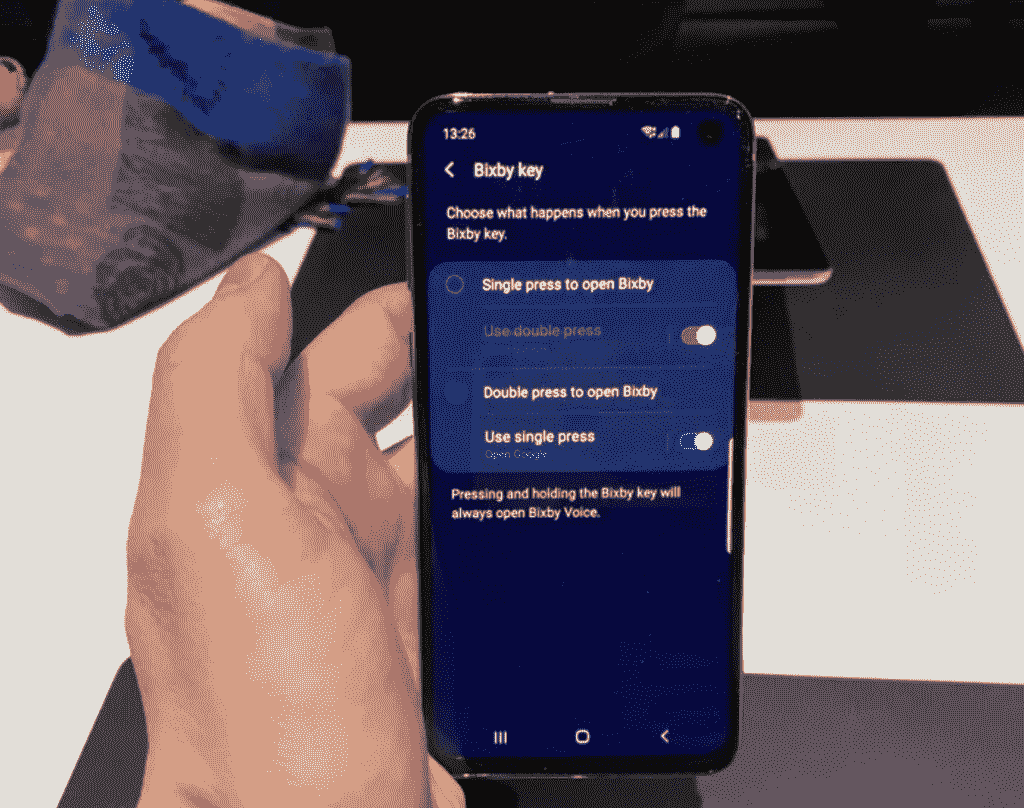 13:26
Bixby key
Choose what happens when you press the
Bixby key.
Single press to open Bixby
Use double press
Double press to open Bixby
Use single press
Open Google
Pressing and holding the Bixby key will
always open Bixby Voice.